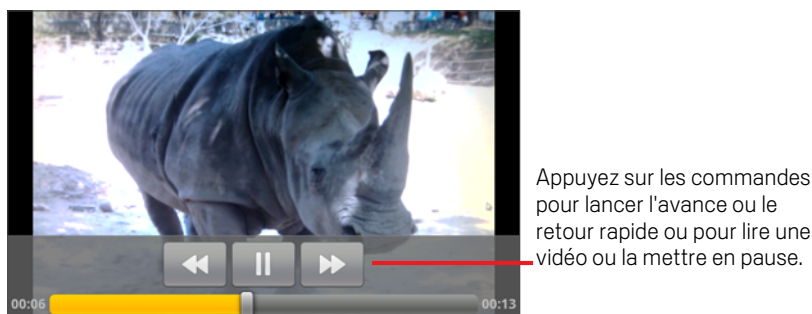 Appuyez sur les commandes
pour lancer l'avance ou le
retour rapide ou pour lire une
vidéo ou la mettre en pause.
00:06
00:13